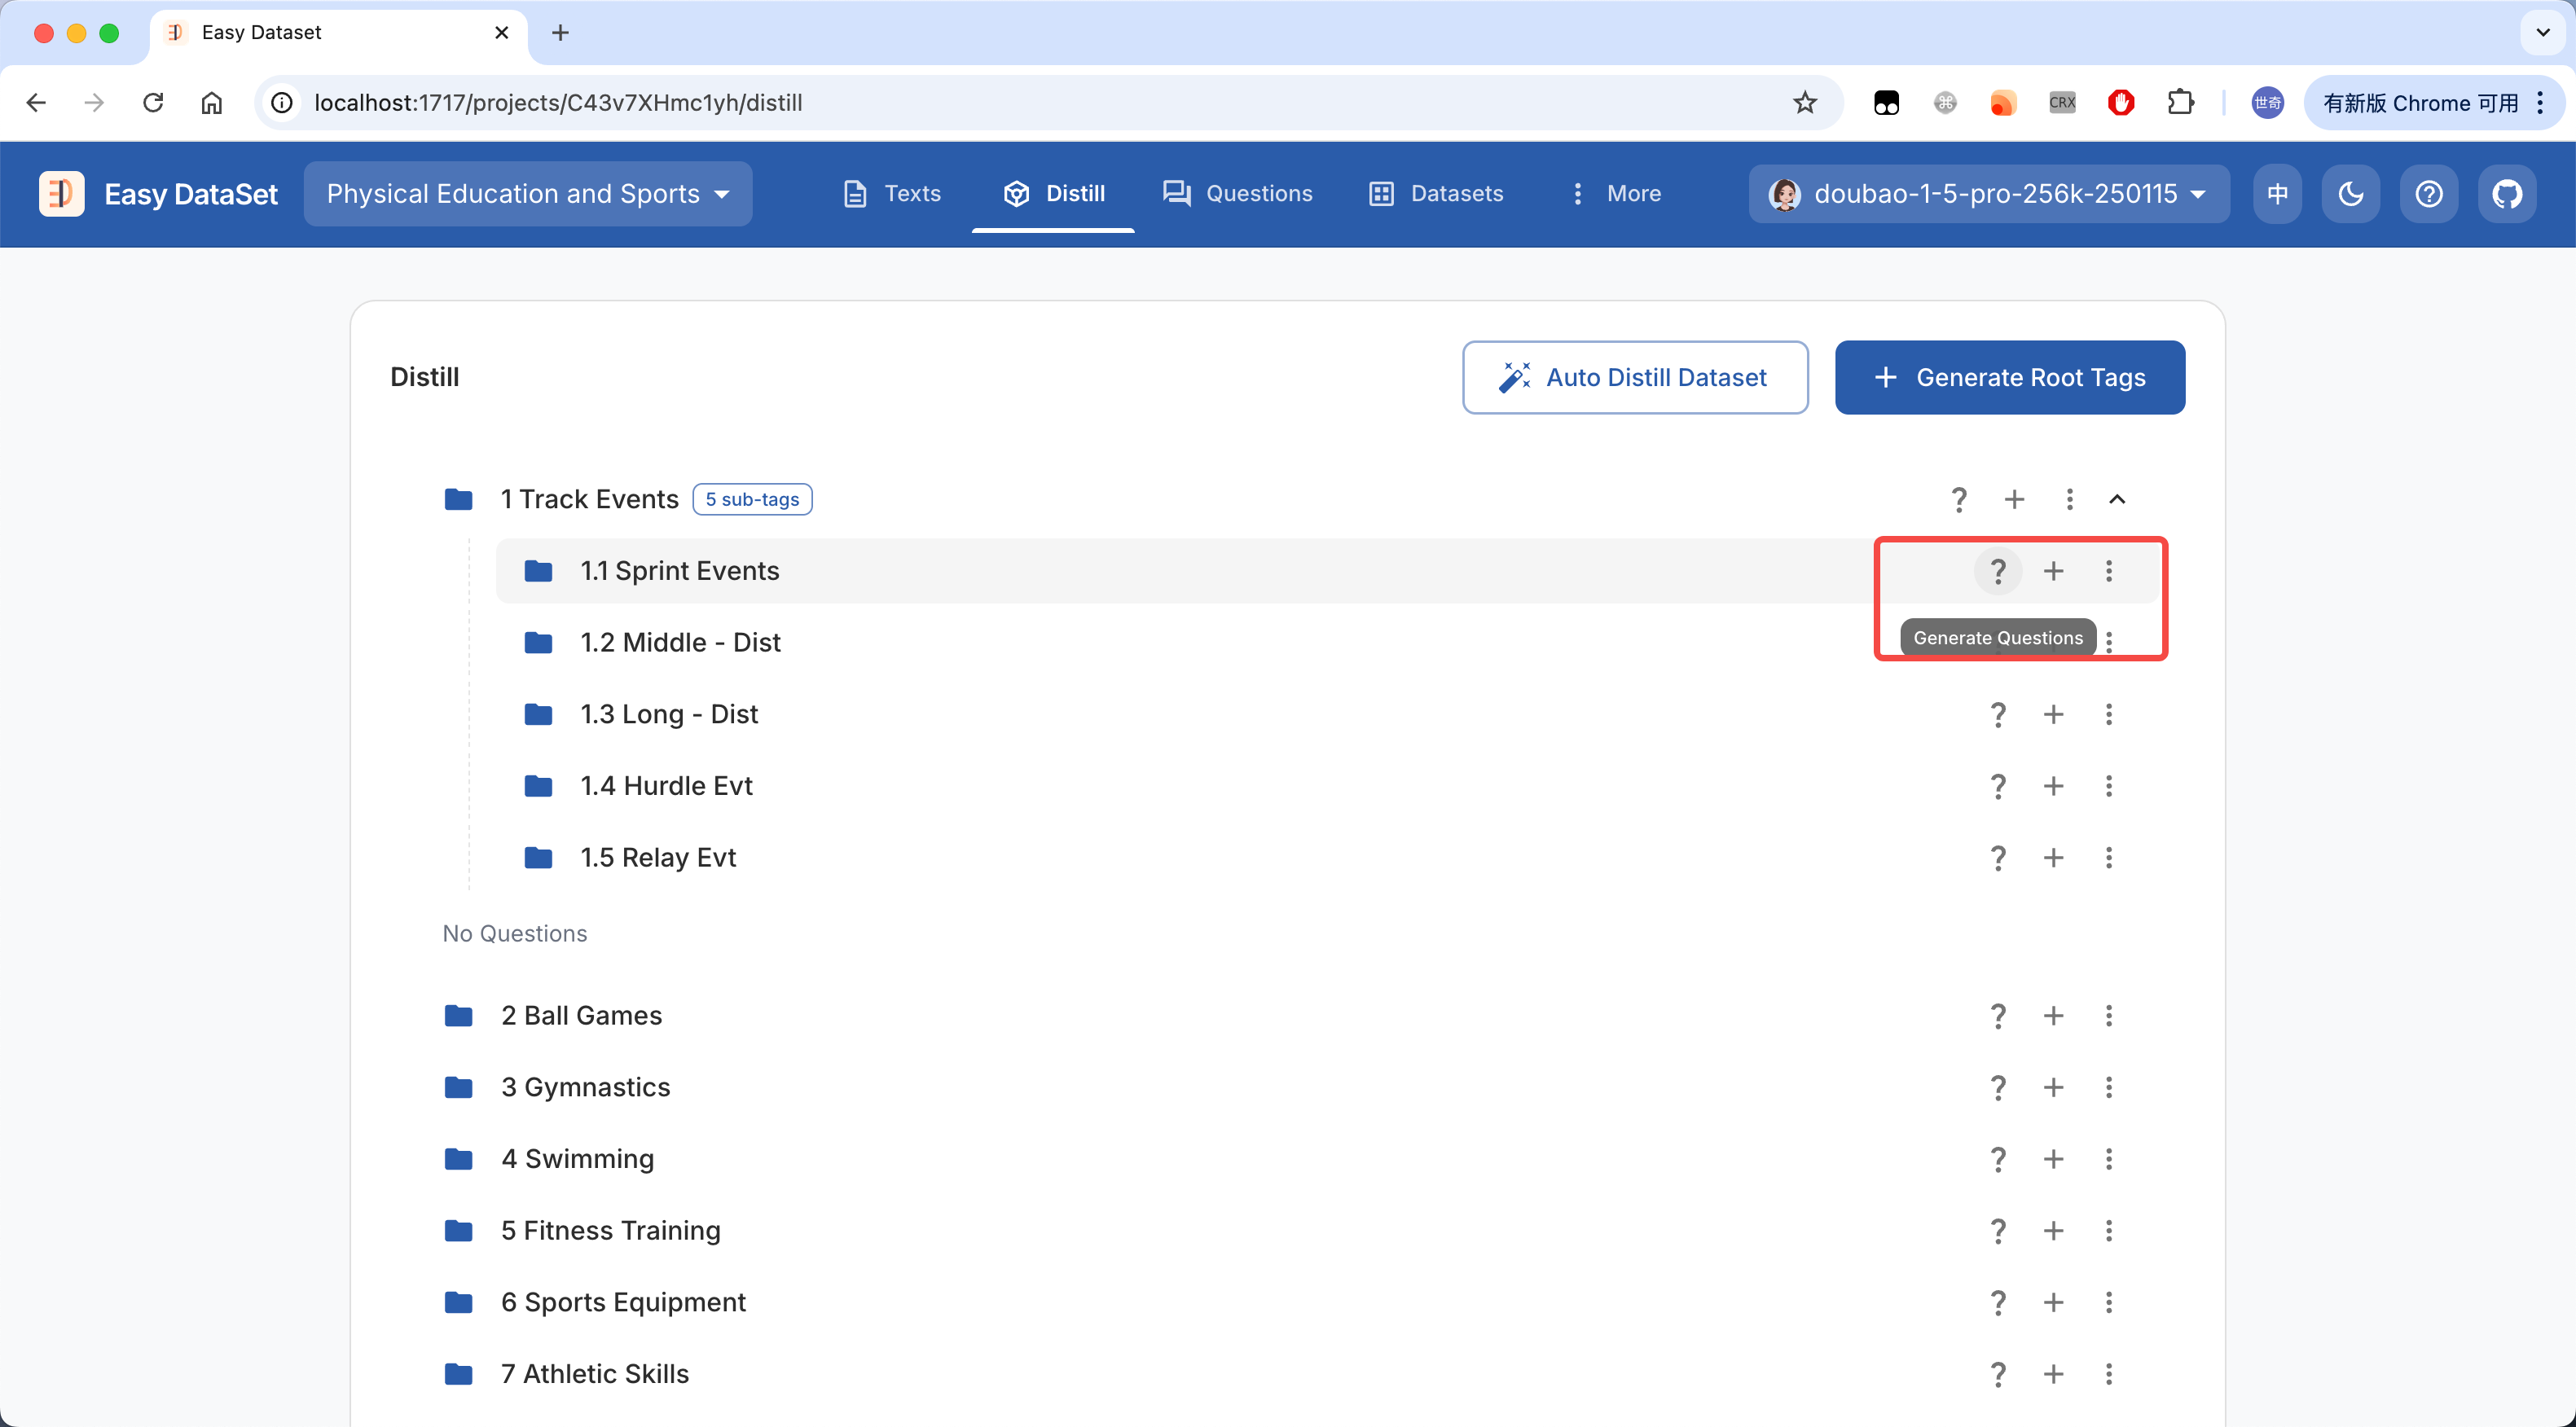 Easy Dataset
localhost:1717/projects/C43v7XHmc1yh/distill
CRX
世奇
有新版 Chrome 可用
Easy DataSet
Physical Education and Sports
Texts
Distill
Questions
Datasets
More
doubao-1-5-pro-256k-250115
中
Distill
Auto Distill Dataset
Generate Root Tags
1 Track Events
5 sub-tags
1.1 Sprint Events
1.2 Middle - Dist
Generate Questions
1.3 Long - Dist
1.4 Hurdle Evt
1.5 Relay Evt
No Questions
2 Ball Games
3 Gymnastics
4 Swimming
5 Fitness Training
6 Sports Equipment
7 Athletic Skills